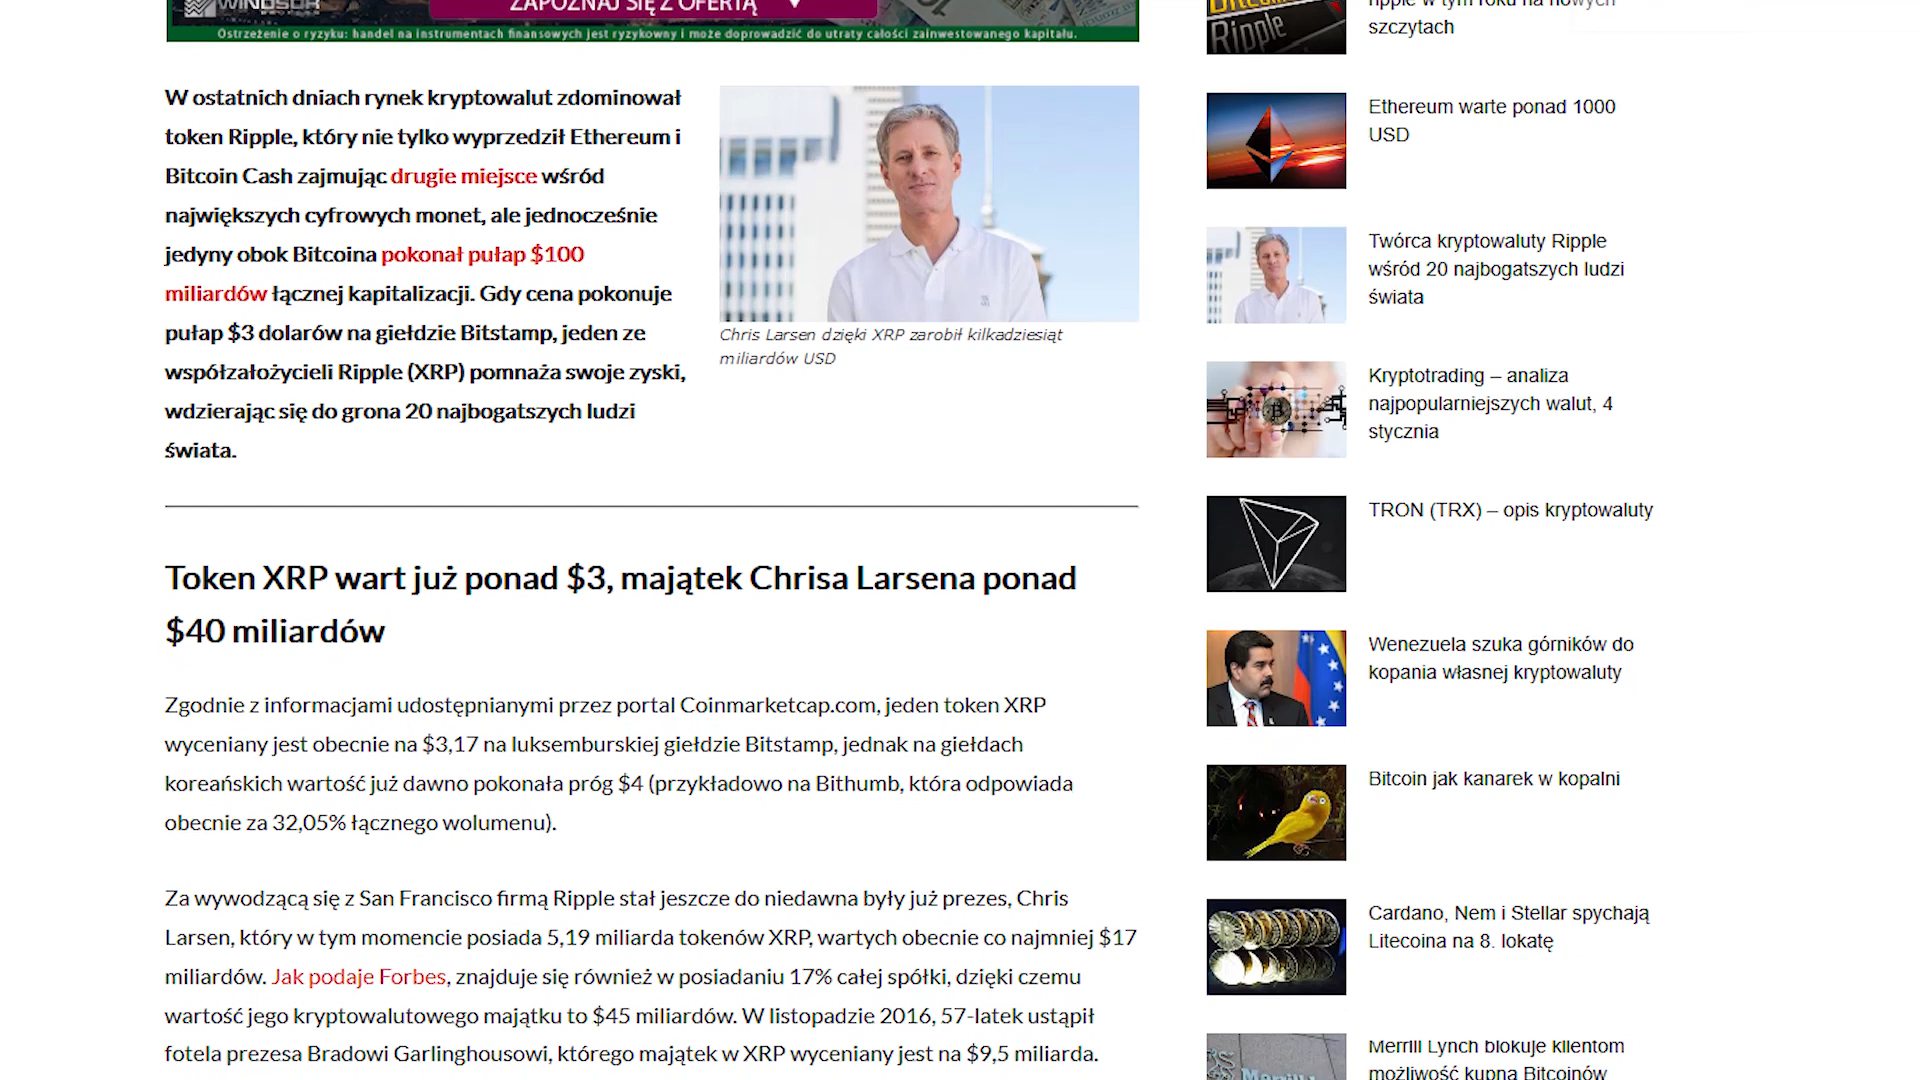 WINDSOR
ZAPOZNAJ SIĘ Z OFERTĄ
Ostrzeżenie o ryzyku: handel na instrumentach finansowych jest ryzykowny i może doprowadzić do utraty całości zainwestowanego kapitału.
W ostatnich dniach rynek kryptowalut zdominował
token Ripple, który nie tylko wyprzedził Ethereum i
Bitcoin Cash zajmując drugie miejsce wśród
największych cyfrowych monet, ale jednocześnie
jedyny obok Bitcoina pokonał pułap $100
miliardów łącznej kapitalizacji. Gdy cena pokonuje
pułap $3 dolarów na giełdzie Bitstamp, jeden ze
współzałożycieli Ripple (XRP) pomnaża swoje zyski,
wdzierając się do grona 20 najbogatszych ludzi
świata.
Chris Larsen dzięki XRP zarobił kilkadziesiąt
miliardów USD
Token XRP wart już ponad $3, majątek Chrisa Larsena ponad
$40 miliardów
Zgodnie z informacjami udostępnianymi przez portal Coinmarketcap.com, jeden token XRP
wyceniany jest obecnie na $3,17 na luksemburskiej giełdzie Bitstamp, jednak na giełdach
koreańskich wartość już dawno pokonała próg $4 (przykładowo na Bithumb, która odpowiada
obecnie za 32,05% łącznego wolumenu).
Za wywodzącą się z San Francisco firmą Ripple stał jeszcze do niedawna były już prezes, Chris
Larsen, który w tym momencie posiada 5,19 miliarda tokenów XRP, wartych obecnie co najmniej $17
miliardów. Jak podaje Forbes, znajduje się również w posiadaniu 17% całej spółki, dzięki czemu
wartość jego kryptowalutowego majątku to $45 miliardów. W listopadzie 2016, 57-latek ustąpił
fotela prezesa Bradowi Garlinghousowi, którego majątek w XRP wyceniany jest na $9,5 miliarda.
Ripple
ripple w tym roku na nowych
szczytach
Ethereum warte ponad 1000
USD
Twórca kryptowaluty Ripple
wśród 20 najbogatszych ludzi
świata
Kryptotrading – analiza
najpopularniejszych walut, 4
stycznia
TRON (TRX) – opis kryptowaluty
Wenezuela szuka górników do
kopania własnej kryptowaluty
Bitcoin jak kanarek w kopalni
Cardano, Nem i Stellar spychają
Litecoina na 8. lokatę
Merrill Lynch blokuje klientom
możliwość kupna Bitcoinów